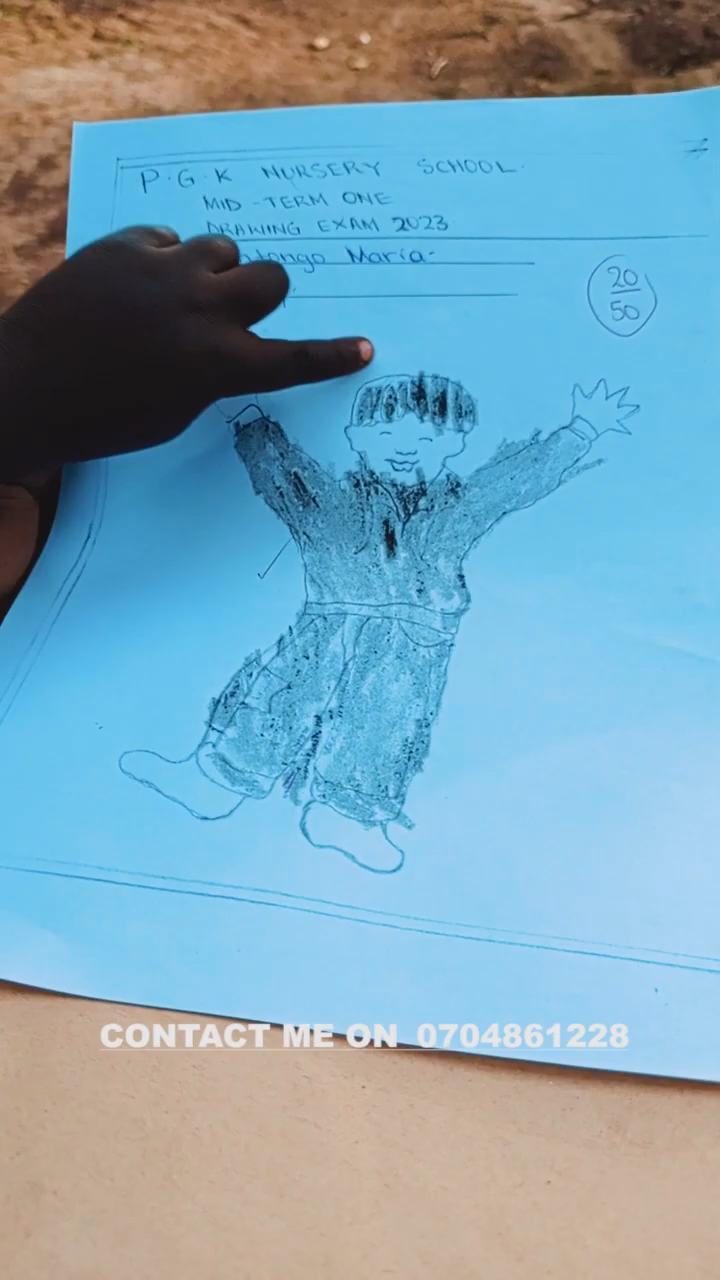 P.G.K NURSERY SCHOOL.
MID-TERM ONE
DRAWING EXAM 2023
Maria
20
50
CONTACT ME ON 0704861228